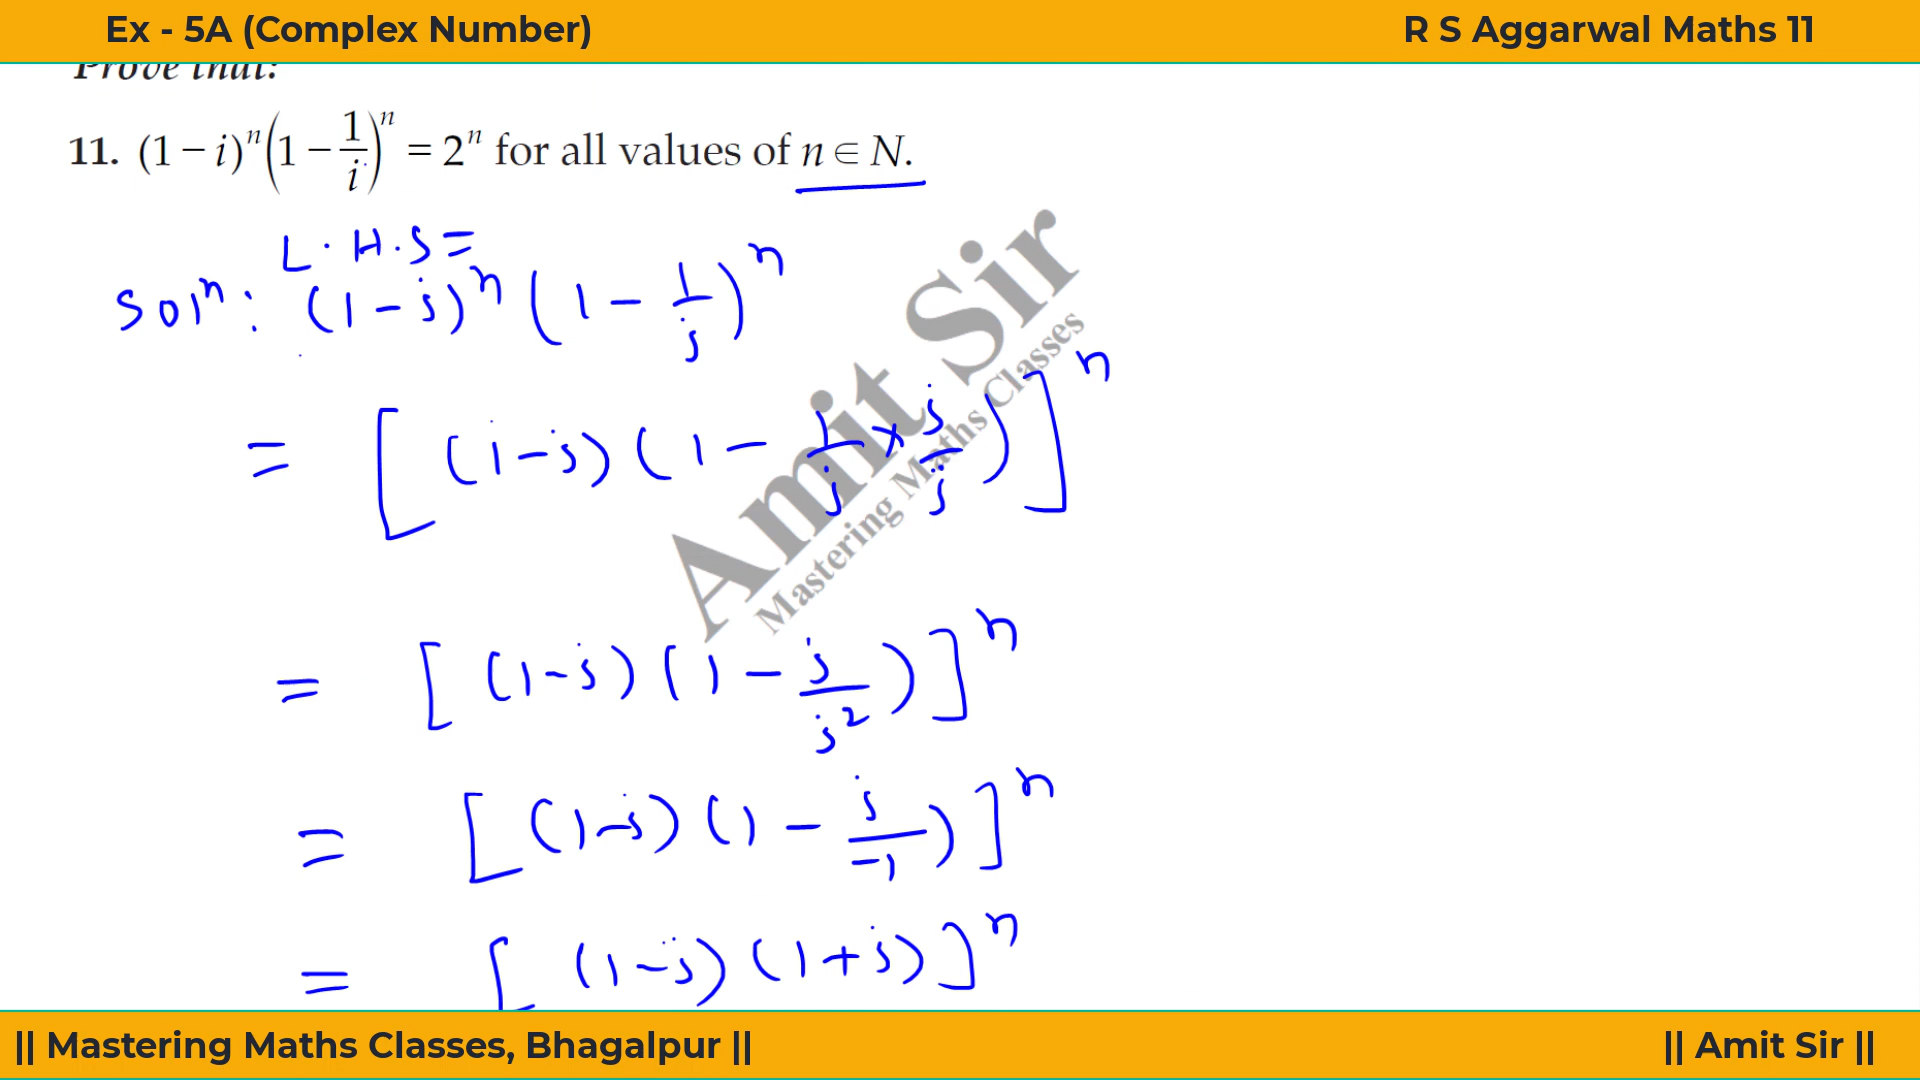 Ex - 5A (Complex Number)
R S Aggarwal Maths 11
Prove that:
11. (1 − i)ⁿ(1 − 1/i)ⁿ = 2ⁿ for all values of n ∈ N.
L.H.S =
Solⁿ: (1 − i)ⁿ (1 − 1/i)ⁿ
= [(1−i)(1 − 1/i × i/i)]ⁿ
= [(1−i)(1 − i/i²)]ⁿ
= [(1−i)(1 − i/−1)]ⁿ
= [(1−i)(1+i)]ⁿ
Amit Sir
Mastering Maths Classes
|| Mastering Maths Classes, Bhagalpur ||
|| Amit Sir ||